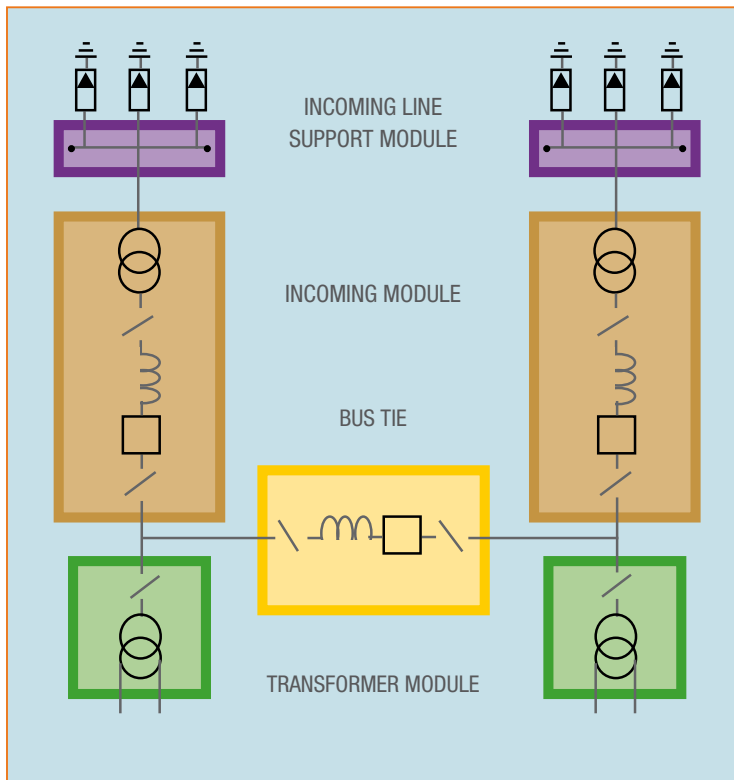 INCOMING LINE
SUPPORT MODULE
INCOMING MODULE
BUS TIE
TRANSFORMER MODULE